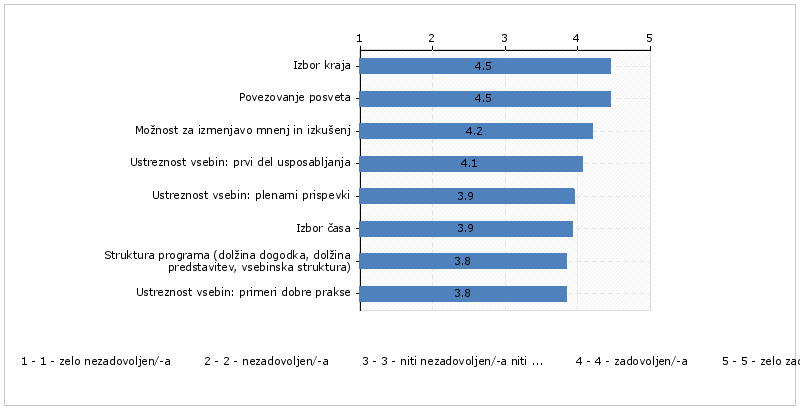 1 2 3 4 5
Izbor kraja 4.5
Povezovanje posveta 4.5
Možnost za izmenjavo mnenj in izkušenj 4.2
Ustreznost vsebin: prvi del usposabljanja 4.1
Ustreznost vsebin: plenarni prispevki 3.9
Izbor časa 3.9
Struktura programa (dolžina dogodka, dolžina
predstavitev, vsebinska struktura) 3.8
Ustreznost vsebin: primeri dobre prakse 3.8
1 - 1 - zelo nezadovoljen/-a 2 - 2 - nezadovoljen/-a 3 - 3 - niti nezadovoljen/-a niti ... 4 - 4 - zadovoljen/-a 5 - 5 - zelo